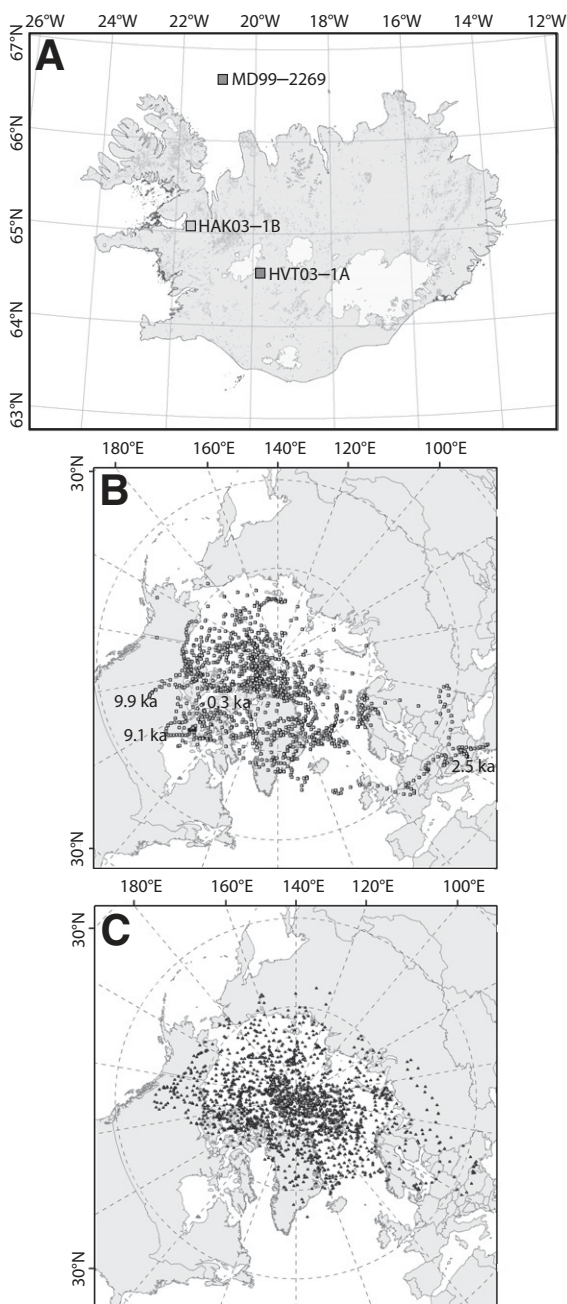 26°W 24°W 22°W 20°W 18°W 16°W 14°W 12°W
67°N
A
MD99–2269
66°N
65°N
HAK03–1B
HVT03–1A
64°N
63°N
180°E 160°E 140°E 120°E 100°E
30°N
B
9.9 ka
0.3 ka
9.1 ka
2.5 ka
30°N
180°E 160°E 140°E 120°E 100°E
30°N
C
30°N